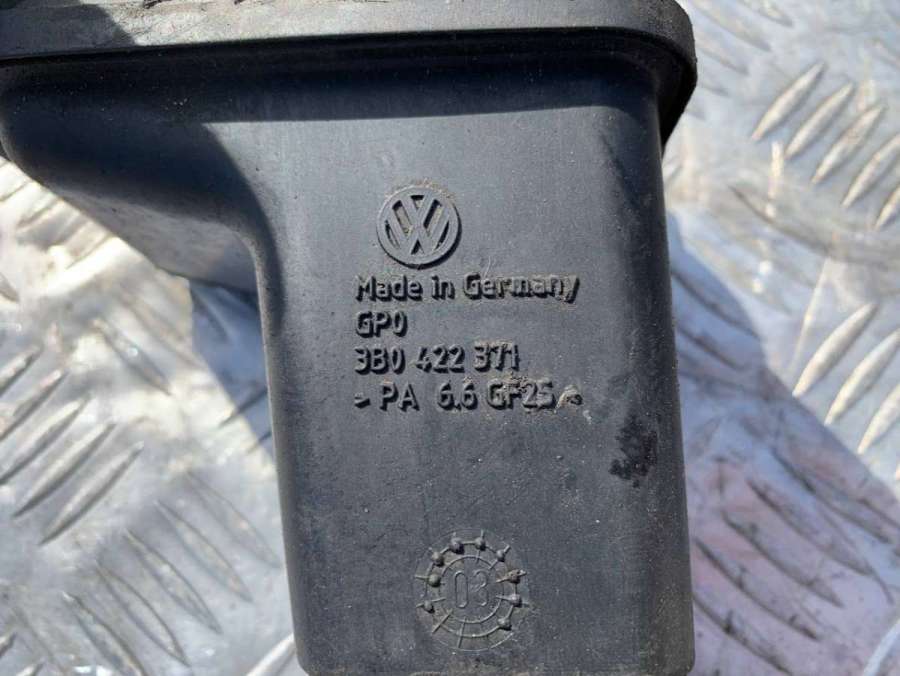 Made in Germany
GP0
3B0 422 371
>PA 6.6 GF25<
03